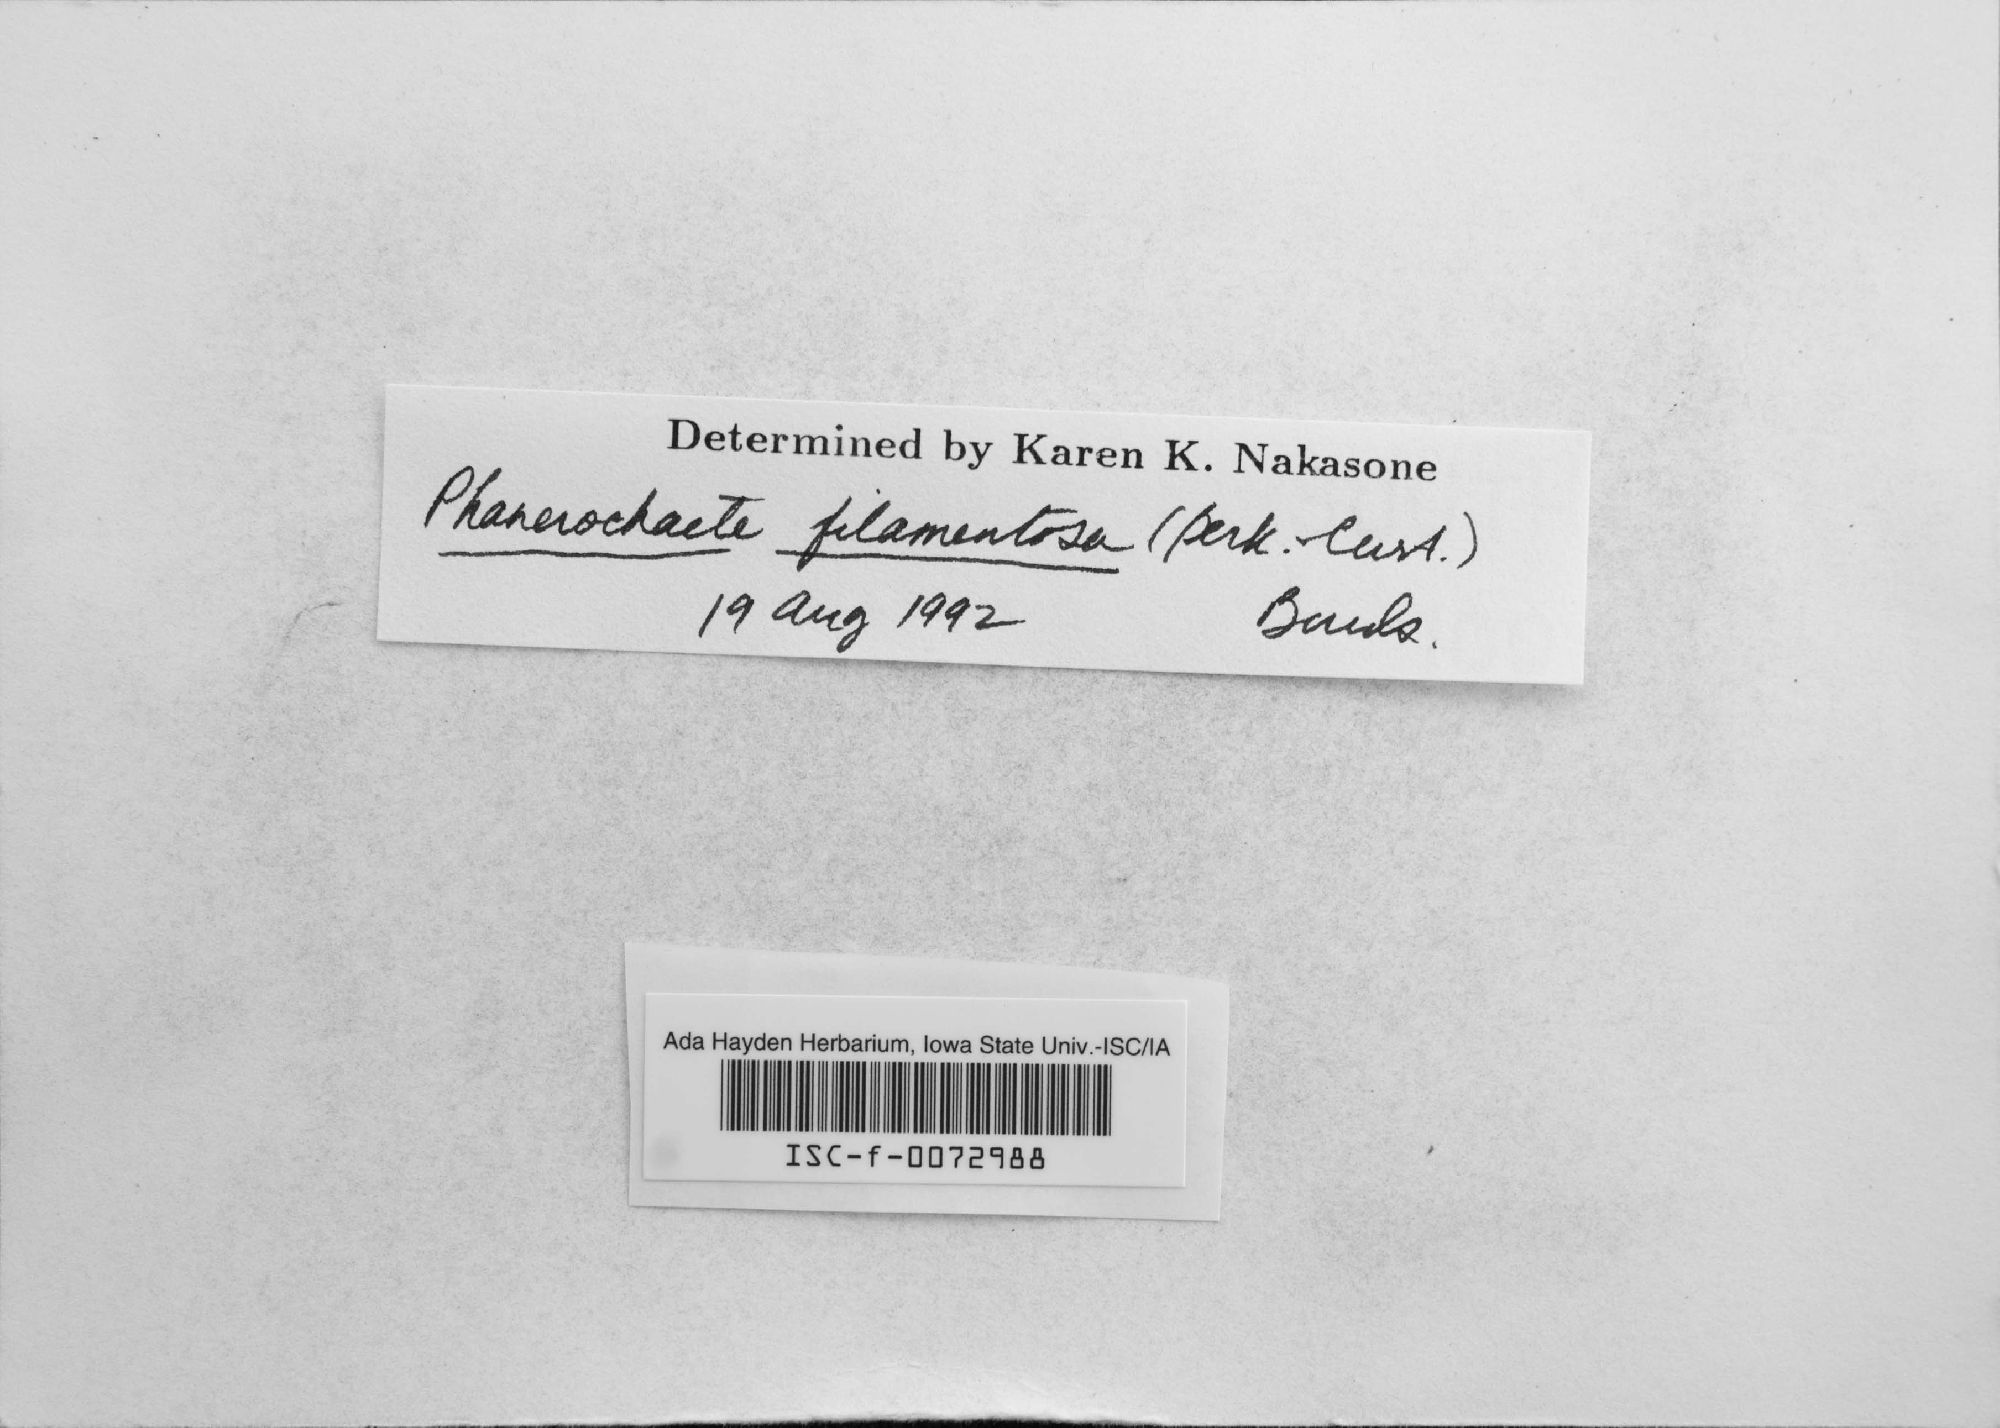 Determined by Karen K. Nakasone
Phanerochaete filamentosa (Berk. + Curt.)
19 Aug 1992 Burds.
Ada Hayden Herbarium, Iowa State Univ.-ISC/IA
ISC-f-0072988